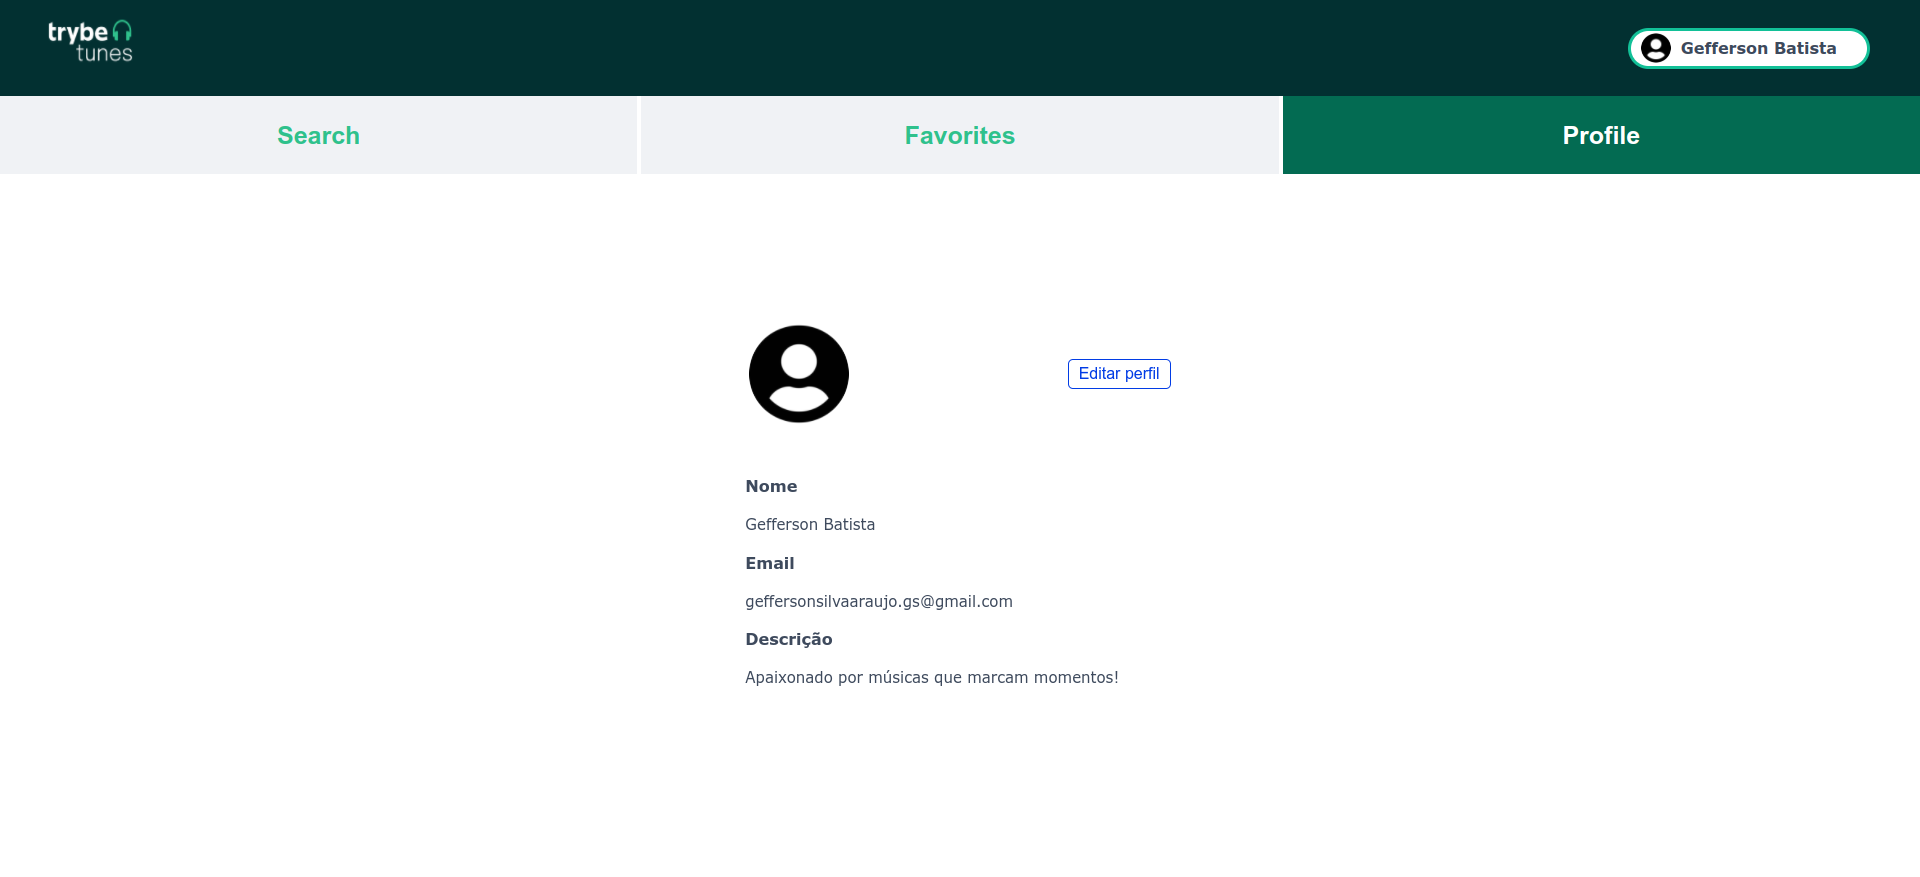 trybe
tunes
Gefferson Batista
Search
Favorites
Profile
Editar perfil
Nome
Gefferson Batista
Email
geffersonsilvaaraujo.gs@gmail.com
Descrição
Apaixonado por músicas que marcam momentos!